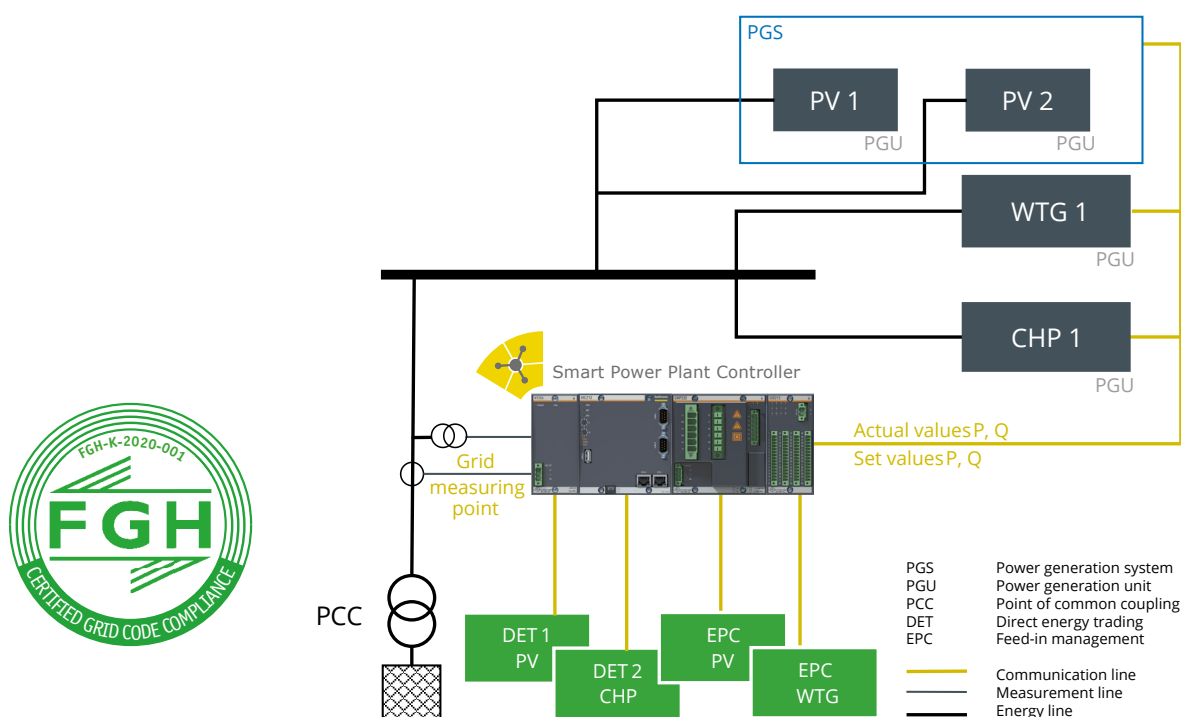 PGS
PV 1
PGU
PV 2
PGU
WTG 1
PGU
CHP 1
PGU
Smart Power Plant Controller
Actual values P, Q
Set values P, Q
Grid
measuring
point
FGH-K-2020-001
FGH
CERTIFIED GRID CODE COMPLIANCE
PCC
DET 1
PV
DET 2
CHP
EPC
PV
EPC
WTG
PGS Power generation system
PGU Power generation unit
PCC Point of common coupling
DET Direct energy trading
EPC Feed-in management
Communication line
Measurement line
Energy line